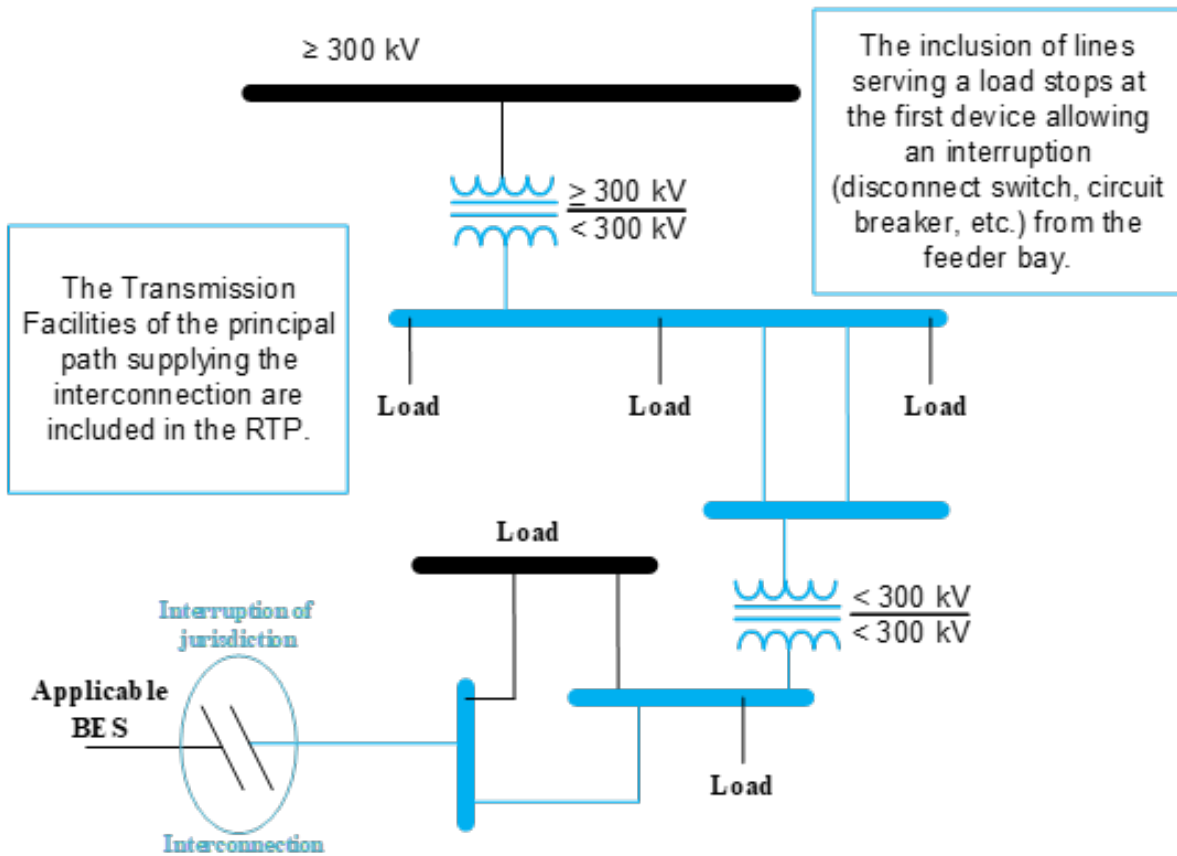 ≥ 300 kV
The inclusion of lines
serving a load stops at
the first device allowing
an interruption
(disconnect switch, circuit
breaker, etc.) from the
feeder bay.
≥ 300 kV
< 300 kV
The Transmission
Facilities of the principal
path supplying the
interconnection are
included in the RTP.
Load
Load
Load
Load
< 300 kV
< 300 kV
Interruption of
jurisdiction
Applicable
BES
Load
Interconnection